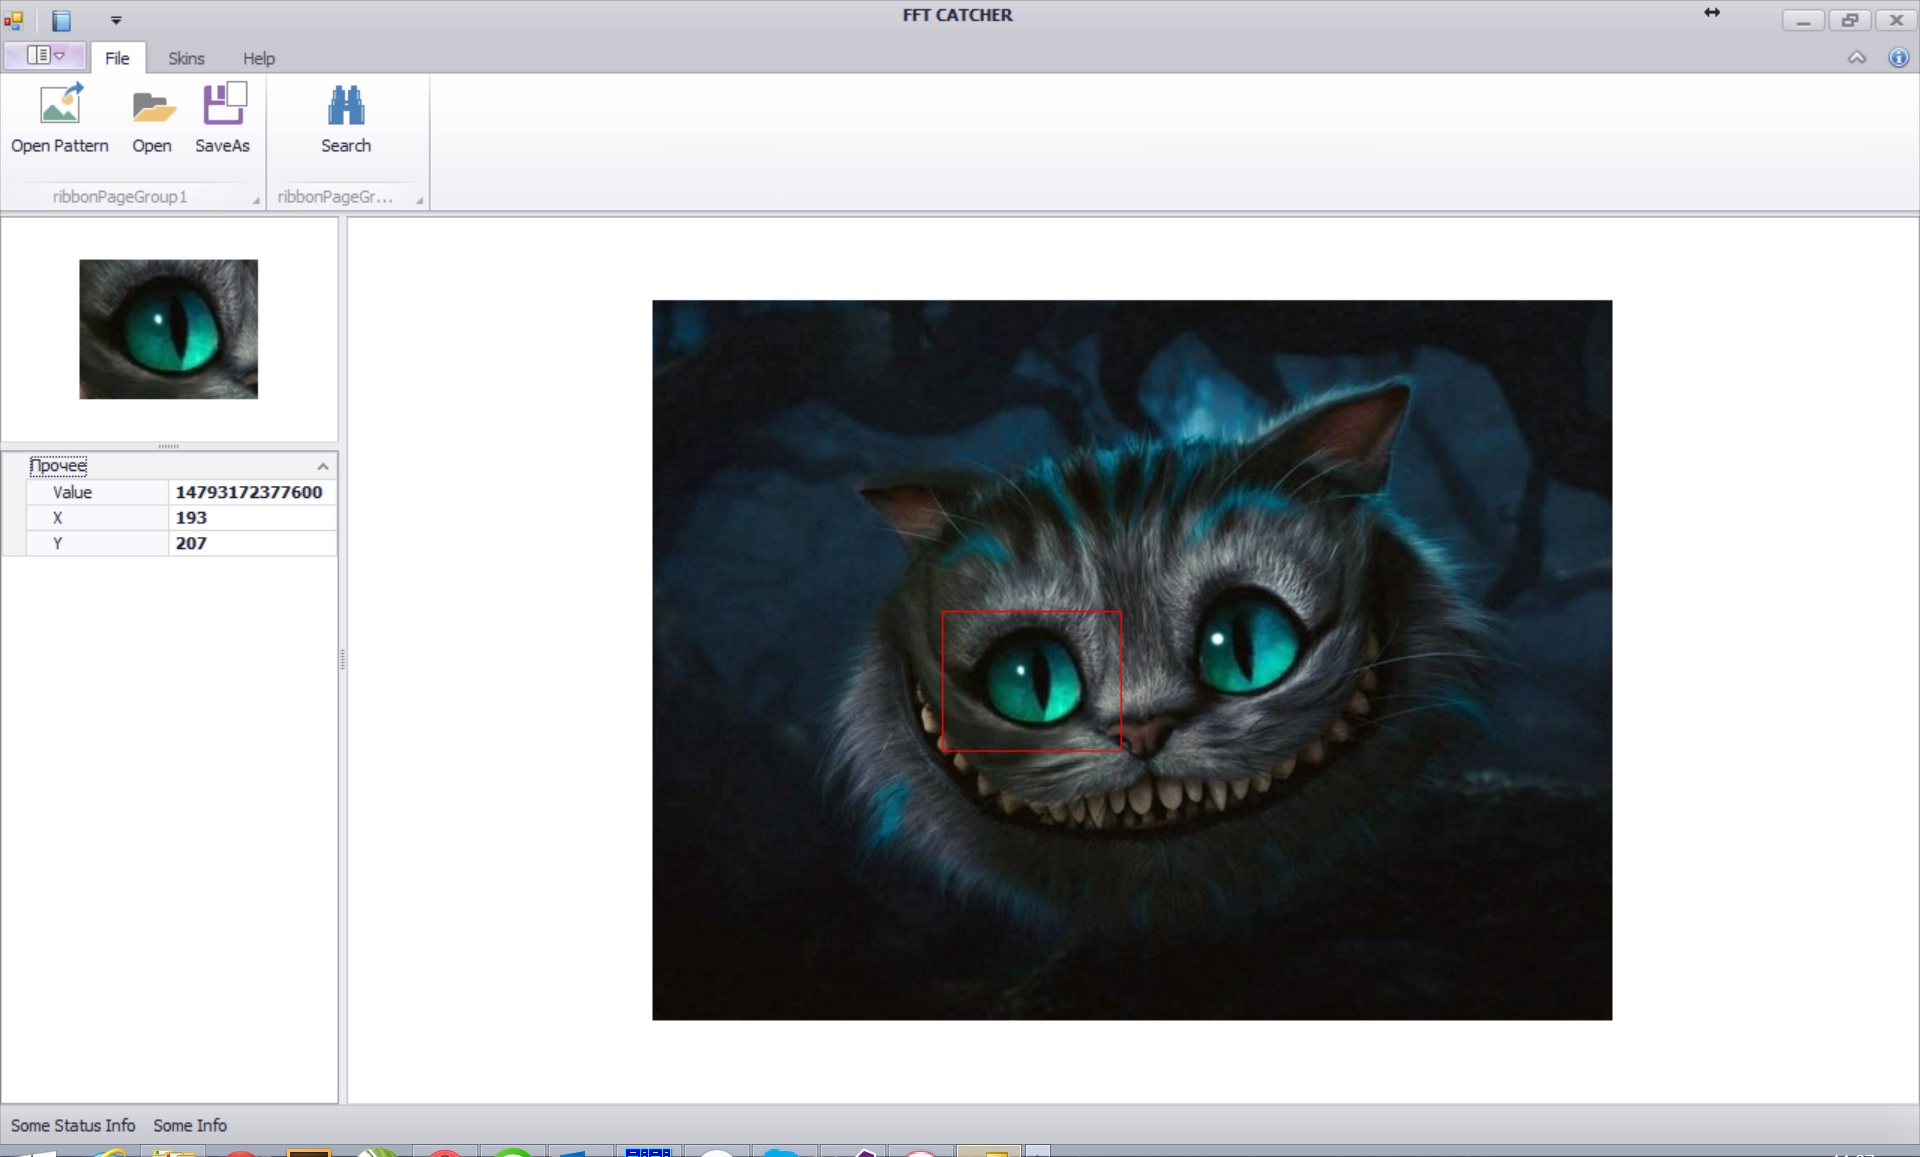 FFT CATCHER
File Skins Help
Open Pattern Open SaveAs Search
ribbonPageGroup1 ribbonPageGr...
Прочее
Value 14793172377600
X 193
Y 207
Some Status Info Some Info